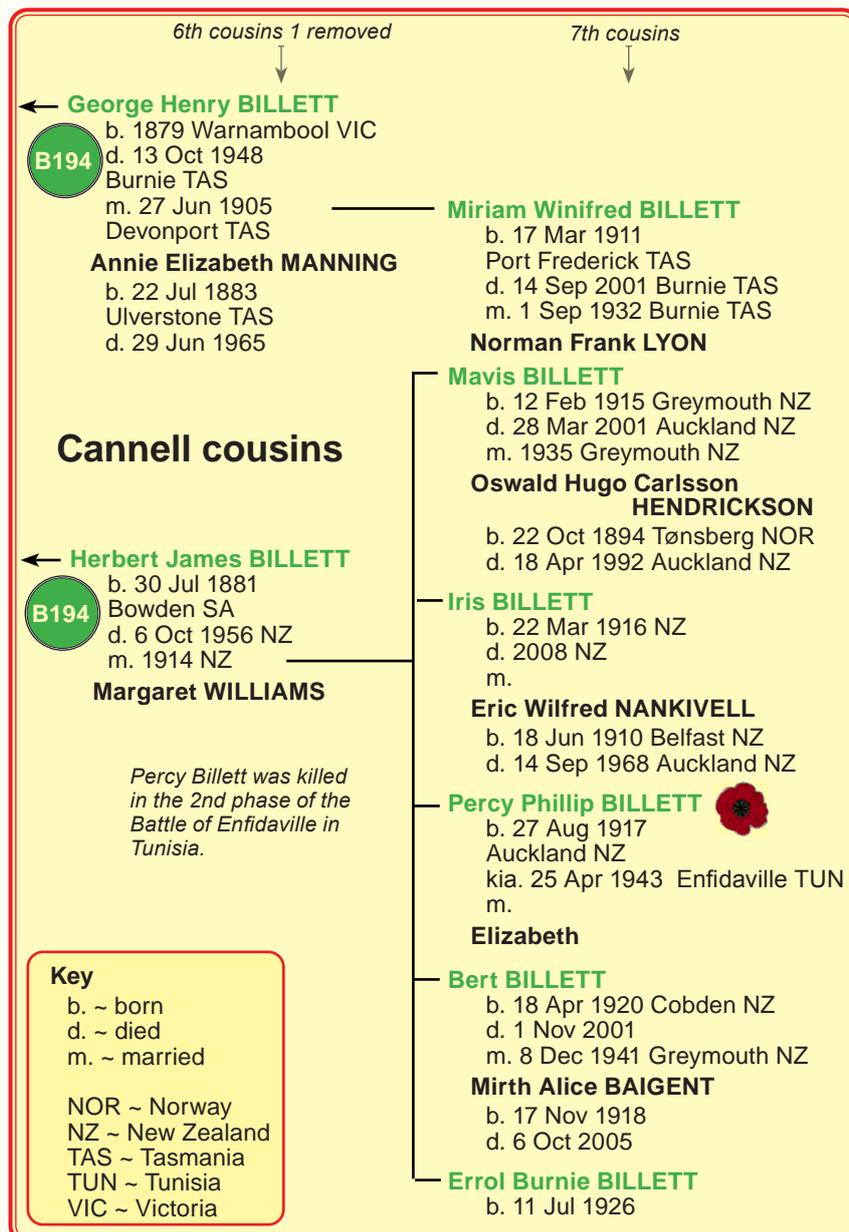 6th cousins 1 removed
7th cousins
George Henry BILLETT
B194
b. 1879 Warnambool VIC
d. 13 Oct 1948
Burnie TAS
m. 27 Jun 1905
Devonport TAS
Annie Elizabeth MANNING
b. 22 Jul 1883
Ulverstone TAS
d. 29 Jun 1965
Miriam Winifred BILLETT
b. 17 Mar 1911
Port Frederick TAS
d. 14 Sep 2001 Burnie TAS
m. 1 Sep 1932 Burnie TAS
Norman Frank LYON
Cannell cousins
Herbert James BILLETT
B194
b. 30 Jul 1881
Bowden SA
d. 6 Oct 1956 NZ
m. 1914 NZ
Margaret WILLIAMS
Mavis BILLETT
b. 12 Feb 1915 Greymouth NZ
d. 28 Mar 2001 Auckland NZ
m. 1935 Greymouth NZ
Oswald Hugo Carlsson
HENDRICKSON
b. 22 Oct 1894 Tønsberg NOR
d. 18 Apr 1992 Auckland NZ
Iris BILLETT
b. 22 Mar 1916 NZ
d. 2008 NZ
m.
Eric Wilfred NANKIVELL
b. 18 Jun 1910 Belfast NZ
d. 14 Sep 1968 Auckland NZ
Percy Billett was killed
in the 2nd phase of the
Battle of Enfidaville in
Tunisia.
Percy Phillip BILLETT
b. 27 Aug 1917
Auckland NZ
kia. 25 Apr 1943 Enfidaville TUN
m.
Elizabeth
Bert BILLETT
b. 18 Apr 1920 Cobden NZ
d. 1 Nov 2001
m. 8 Dec 1941 Greymouth NZ
Mirth Alice BAIGENT
b. 17 Nov 1918
d. 6 Oct 2005
Errol Burnie BILLETT
b. 11 Jul 1926
Key
b. ~ born
d. ~ died
m. ~ married
NOR ~ Norway
NZ ~ New Zealand
TAS ~ Tasmania
TUN ~ Tunisia
VIC ~ Victoria